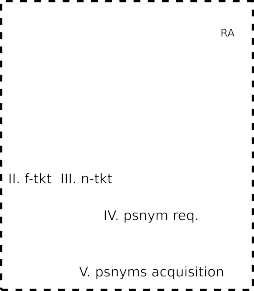 RA
II. f-tkt III. n-tkt
IV. psnym req.
V. psnyms acquisition